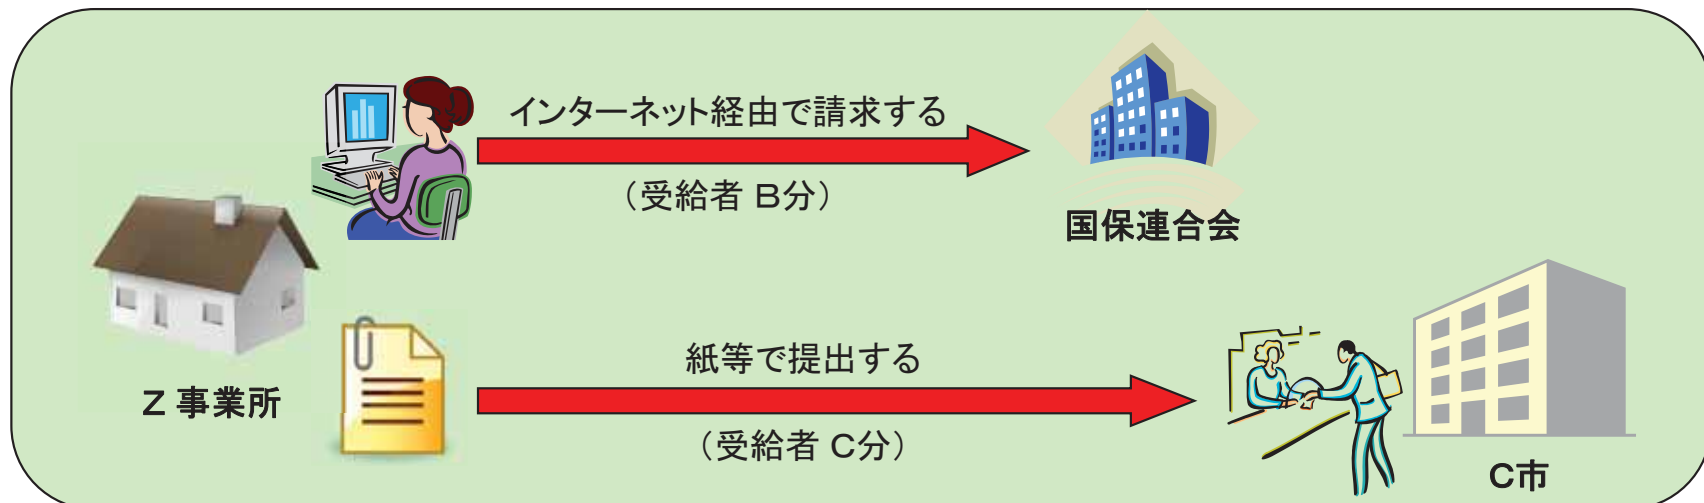 インターネット経由で請求する
（受給者 B分）
国保連合会
Z 事業所
紙等で提出する
（受給者 C分）
C市